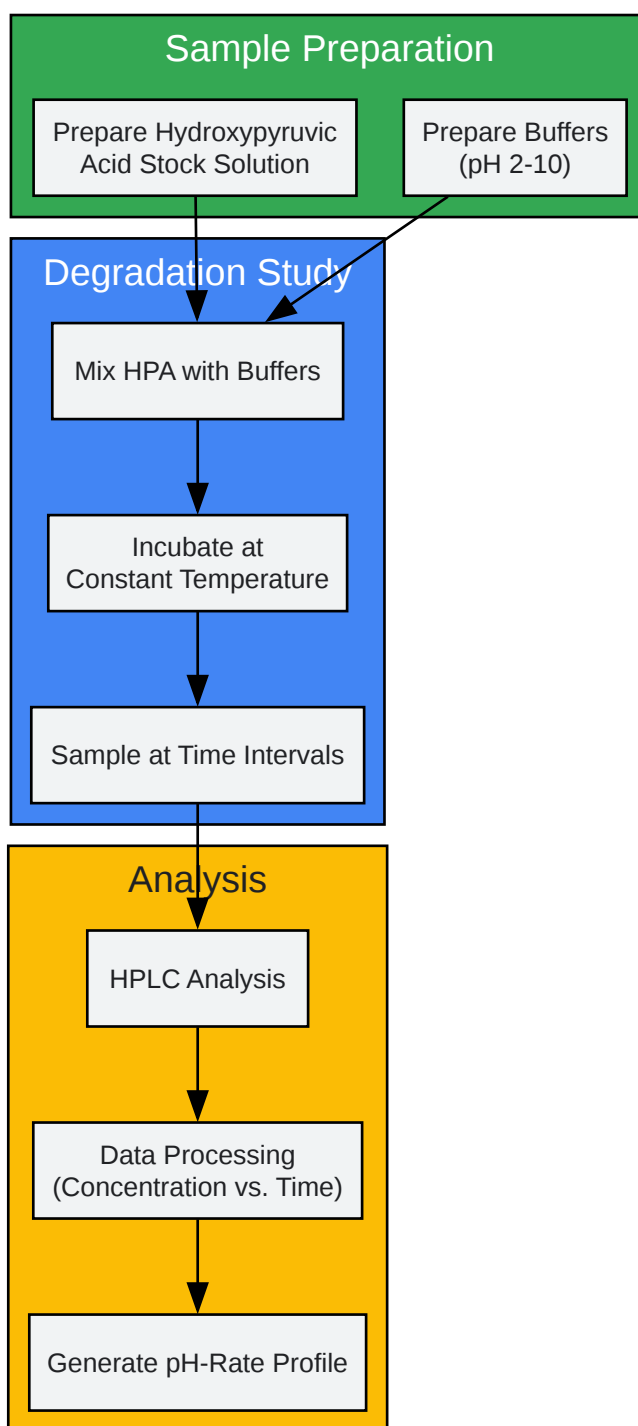 Sample Preparation
Prepare Hydroxypyruvic
Acid Stock Solution
Prepare Buffers
(pH 2-10)
Degradation Study
Mix HPA with Buffers
Incubate at
Constant Temperature
Sample at Time Intervals
Analysis
HPLC Analysis
Data Processing
(Concentration vs. Time)
Generate pH-Rate Profile